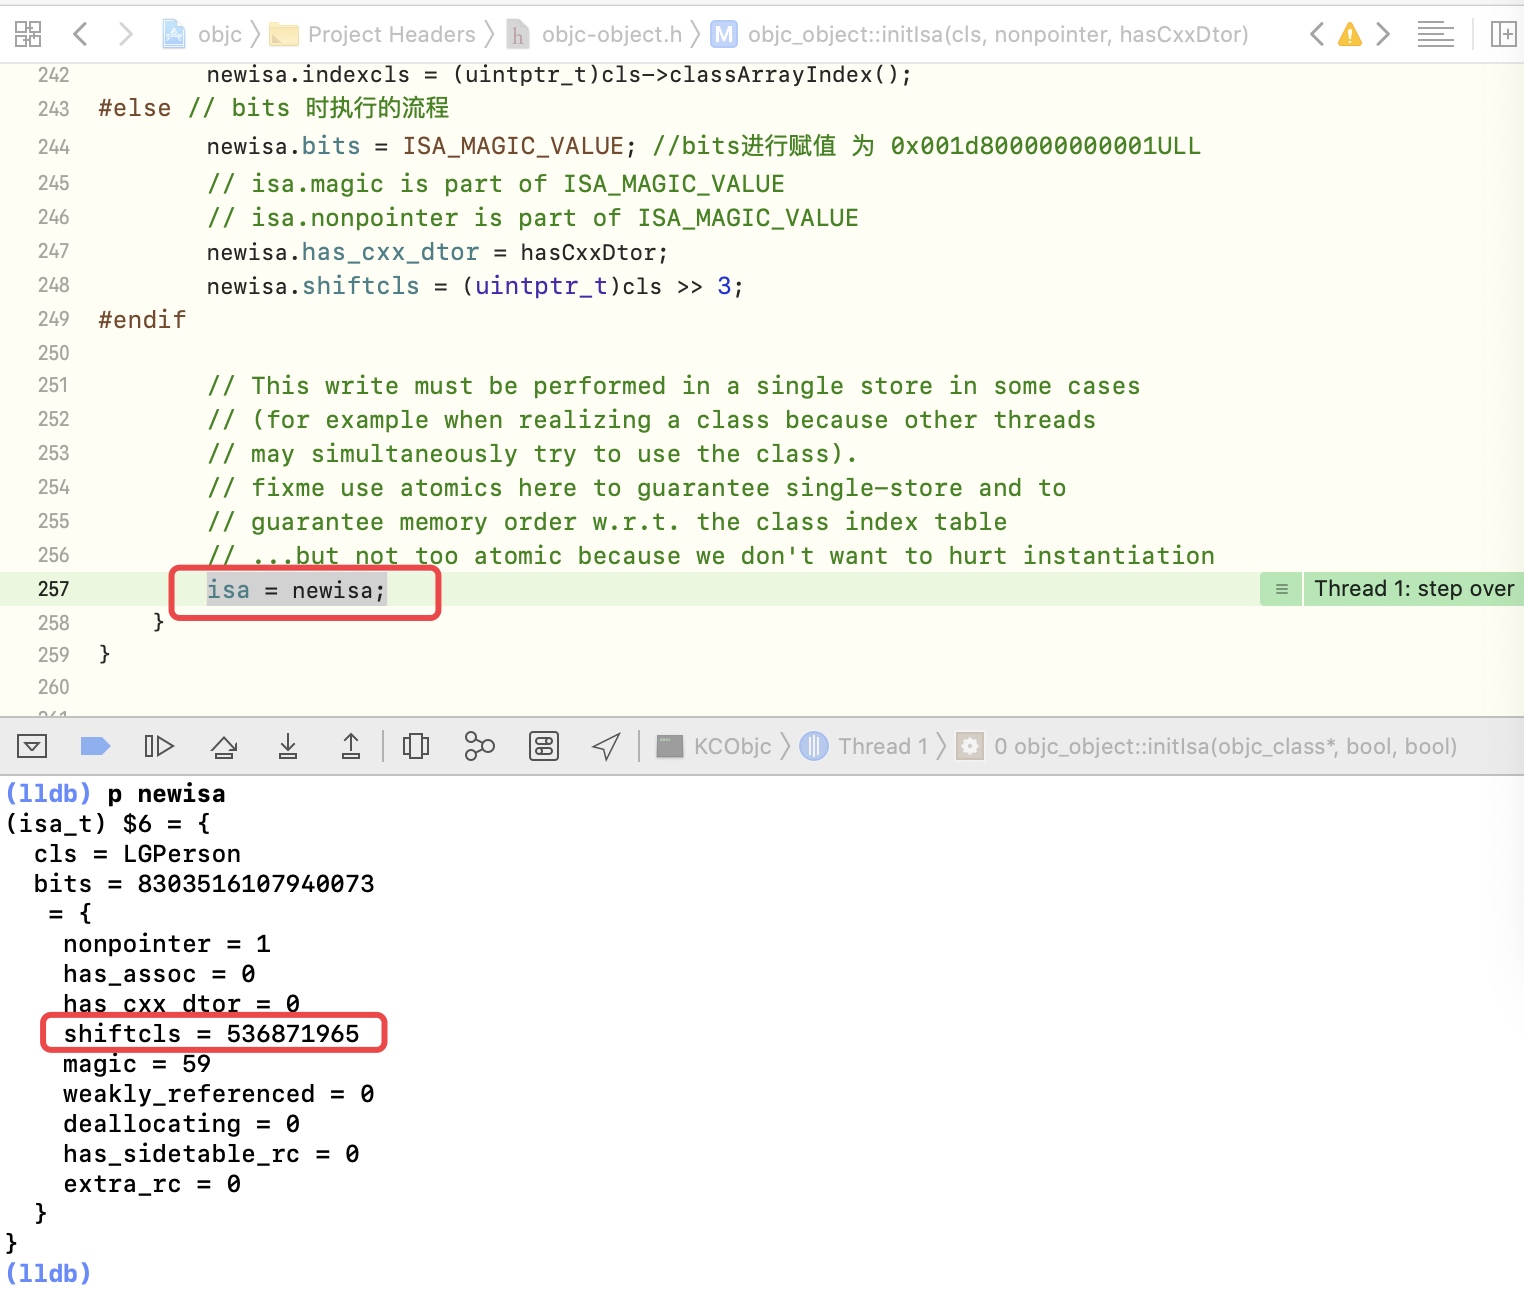 objc 〉 Project Headers 〉 h objc-object.h 〉 M objc_object::initIsa(cls, nonpointer, hasCxxDtor)
242 newisa.indexcls = (uintptr_t)cls->classArrayIndex();
243 #else // bits 时执行的流程
244 newisa.bits = ISA_MAGIC_VALUE; //bits进行赋值 为 0x001d800000000001ULL
245 // isa.magic is part of ISA_MAGIC_VALUE
246 // isa.nonpointer is part of ISA_MAGIC_VALUE
247 newisa.has_cxx_dtor = hasCxxDtor;
248 newisa.shiftcls = (uintptr_t)cls >> 3;
249 #endif
250
251 // This write must be performed in a single store in some cases
252 // (for example when realizing a class because other threads
253 // may simultaneously try to use the class).
254 // fixme use atomics here to guarantee single-store and to
255 // guarantee memory order w.r.t. the class index table
256 // ...but not too atomic because we don't want to hurt instantiation
257 isa = newisa; Thread 1: step over
258 }
259 }
260
261
KCObjc 〉 Thread 1 〉 0 objc_object::initIsa(objc_class*, bool, bool)
(lldb) p newisa
(isa_t) $6 = {
cls = LGPerson
bits = 8303516107940073
= {
nonpointer = 1
has_assoc = 0
has_cxx_dtor = 0
shiftcls = 536871965
magic = 59
weakly_referenced = 0
deallocating = 0
has_sidetable_rc = 0
extra_rc = 0
}
}
(lldb)